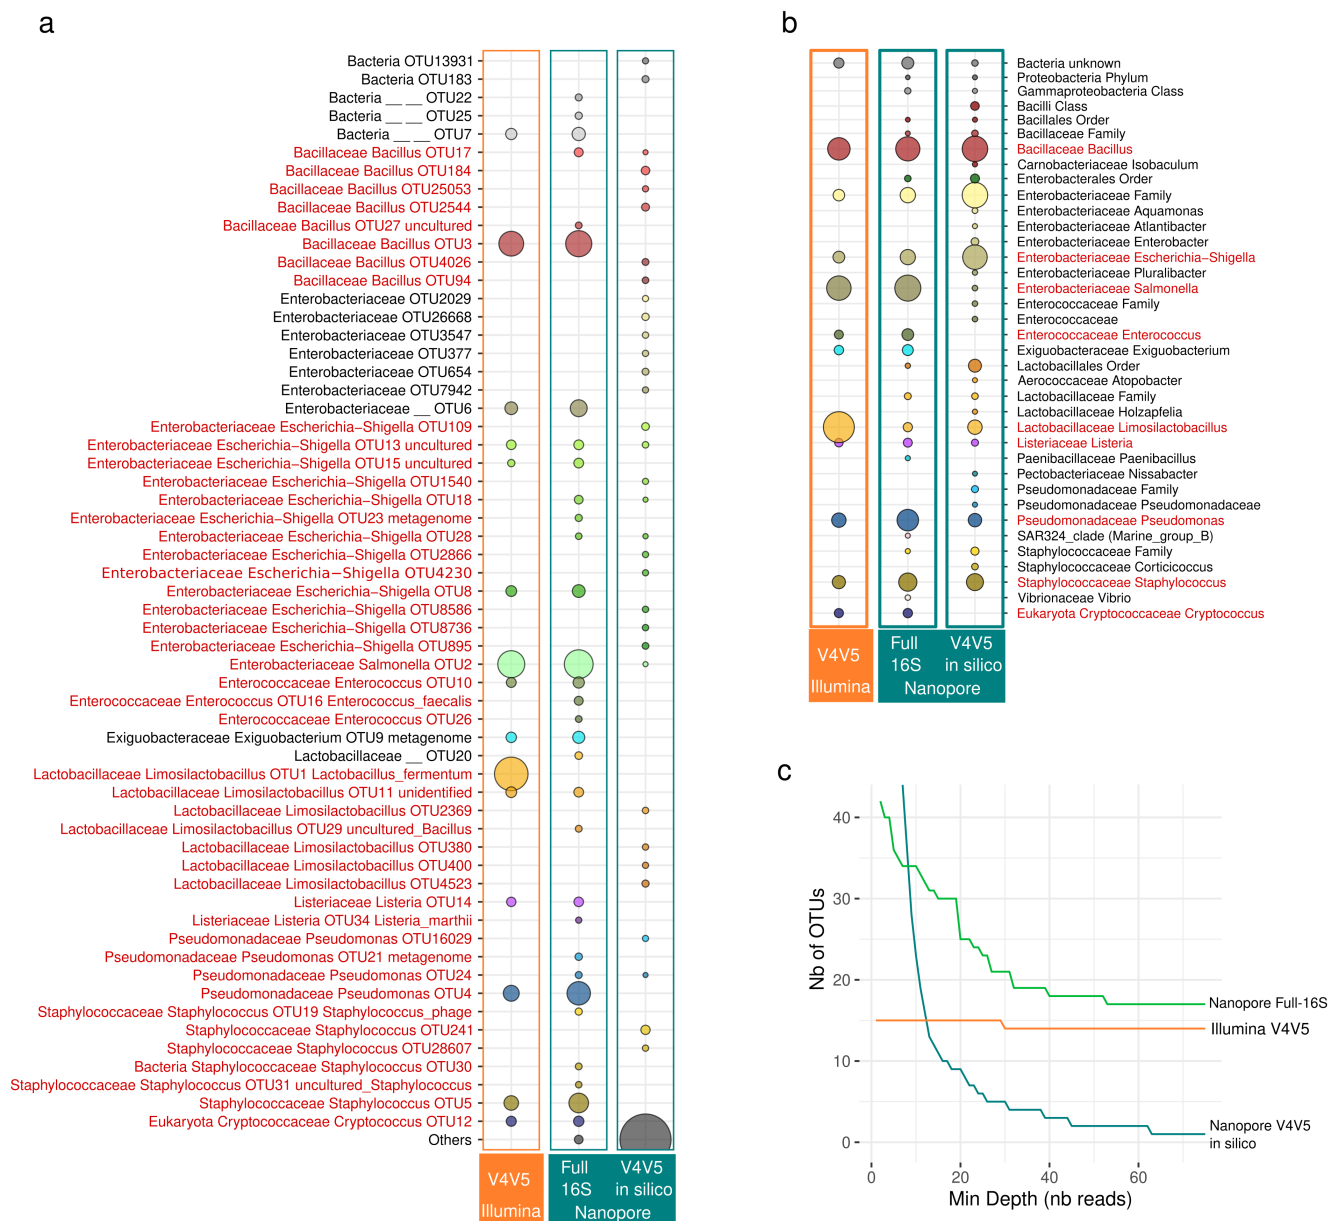 a
Bacteria OTU13931
Bacteria OTU183
Bacteria __ __ OTU22
Bacteria __ __ OTU25
Bacteria __ __ OTU7
Bacillaceae Bacillus OTU17
Bacillaceae Bacillus OTU184
Bacillaceae Bacillus OTU25053
Bacillaceae Bacillus OTU2544
Bacillaceae Bacillus OTU27 uncultured
Bacillaceae Bacillus OTU3
Bacillaceae Bacillus OTU4026
Bacillaceae Bacillus OTU94
Enterobacteriaceae OTU2029
Enterobacteriaceae OTU26668
Enterobacteriaceae OTU3547
Enterobacteriaceae OTU377
Enterobacteriaceae OTU654
Enterobacteriaceae OTU7942
Enterobacteriaceae __ OTU6
Enterobacteriaceae Escherichia−Shigella OTU109
Enterobacteriaceae Escherichia−Shigella OTU13 uncultured
Enterobacteriaceae Escherichia−Shigella OTU15 uncultured
Enterobacteriaceae Escherichia−Shigella OTU1540
Enterobacteriaceae Escherichia−Shigella OTU18
Enterobacteriaceae Escherichia−Shigella OTU23 metagenome
Enterobacteriaceae Escherichia−Shigella OTU28
Enterobacteriaceae Escherichia−Shigella OTU2866
Enterobacteriaceae Escherichia−Shigella OTU4230
Enterobacteriaceae Escherichia−Shigella OTU8
Enterobacteriaceae Escherichia−Shigella OTU8586
Enterobacteriaceae Escherichia−Shigella OTU8736
Enterobacteriaceae Escherichia−Shigella OTU895
Enterobacteriaceae Salmonella OTU2
Enterococcaceae Enterococcus OTU10
Enterococcaceae Enterococcus OTU16 Enterococcus_faecalis
Enterococcaceae Enterococcus OTU26
Exiguobacteraceae Exiguobacterium OTU9 metagenome
Lactobacillaceae __ OTU20
Lactobacillaceae Limosilactobacillus OTU1 Lactobacillus_fermentum
Lactobacillaceae Limosilactobacillus OTU11 unidentified
Lactobacillaceae Limosilactobacillus OTU2369
Lactobacillaceae Limosilactobacillus OTU29 uncultured_Bacillus
Lactobacillaceae Limosilactobacillus OTU380
Lactobacillaceae Limosilactobacillus OTU400
Lactobacillaceae Limosilactobacillus OTU4523
Listeriaceae Listeria OTU14
Listeriaceae Listeria OTU34 Listeria_marthii
Pseudomonadaceae Pseudomonas OTU16029
Pseudomonadaceae Pseudomonas OTU21 metagenome
Pseudomonadaceae Pseudomonas OTU24
Pseudomonadaceae Pseudomonas OTU4
Staphylococcaceae Staphylococcus OTU19 Staphylococcus_phage
Staphylococcaceae Staphylococcus OTU241
Staphylococcaceae Staphylococcus OTU28607
Bacteria Staphylococcaceae Staphylococcus OTU30
Staphylococcaceae Staphylococcus OTU31 uncultured_Staphylococcus
Staphylococcaceae Staphylococcus OTU5
Eukaryota Cryptococcaceae Cryptococcus OTU12
Others
V4V5
Illumina
Full
16S
V4V5
in silico
Nanopore
b
Bacteria unknown
Proteobacteria Phylum
Gammaproteobacteria Class
Bacilli Class
Bacillales Order
Bacillaceae Family
Bacillaceae Bacillus
Carnobacteriaceae Isobaculum
Enterobacterales Order
Enterobacteriaceae Family
Enterobacteriaceae Aquamonas
Enterobacteriaceae Atlantibacter
Enterobacteriaceae Enterobacter
Enterobacteriaceae Escherichia−Shigella
Enterobacteriaceae Pluralibacter
Enterobacteriaceae Salmonella
Enterococcaceae Family
Enterococcaceae
Enterococcaceae Enterococcus
Exiguobacteraceae Exiguobacterium
Lactobacillales Order
Aerococcaceae Atopobacter
Lactobacillaceae Family
Lactobacillaceae Holzapfelia
Lactobacillaceae Limosilactobacillus
Listeriaceae Listeria
Paenibacillaceae Paenibacillus
Pectobacteriaceae Nissabacter
Pseudomonadaceae Family
Pseudomonadaceae Pseudomonadaceae
Pseudomonadaceae Pseudomonas
SAR324_clade (Marine_group_B)
Staphylococcaceae Family
Staphylococcaceae Corticicoccus
Staphylococcaceae Staphylococcus
Vibrionaceae Vibrio
Eukaryota Cryptococcaceae Cryptococcus
V4V5
Illumina
Full
16S
V4V5
in silico
Nanopore
c
Nb of OTUs
40
30
20
10
0
0 20 40 60
Min Depth (nb reads)
Nanopore Full-16S
Illumina V4V5
Nanopore V4V5
in silico